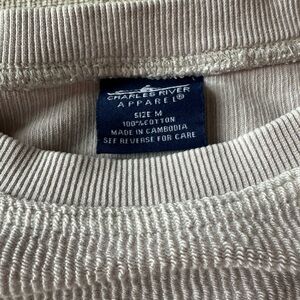 CHARLES RIVER
APPAREL®
SIZE M
100% COTTON
MADE IN CAMBODIA
SEE REVERSE FOR CARE